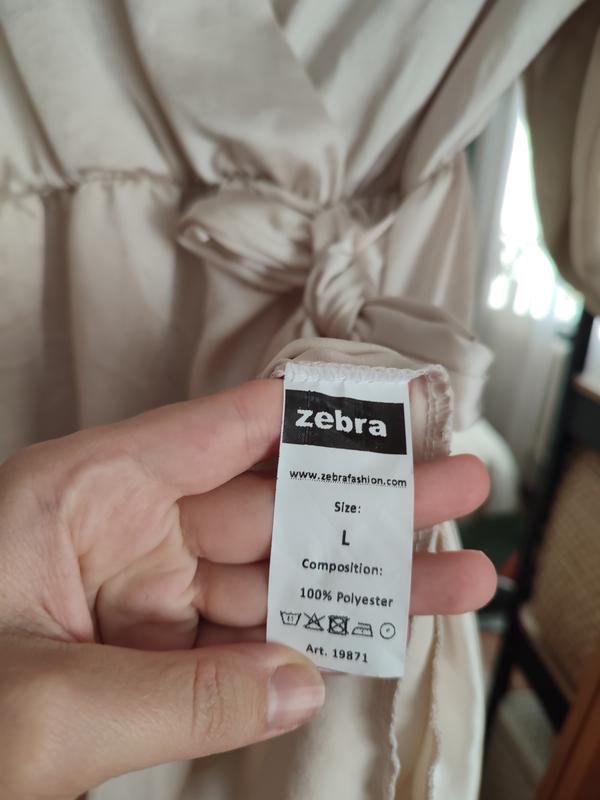 zebra
www.zebrafashion.com
Size:
L
Composition:
100% Polyester
Art. 19871